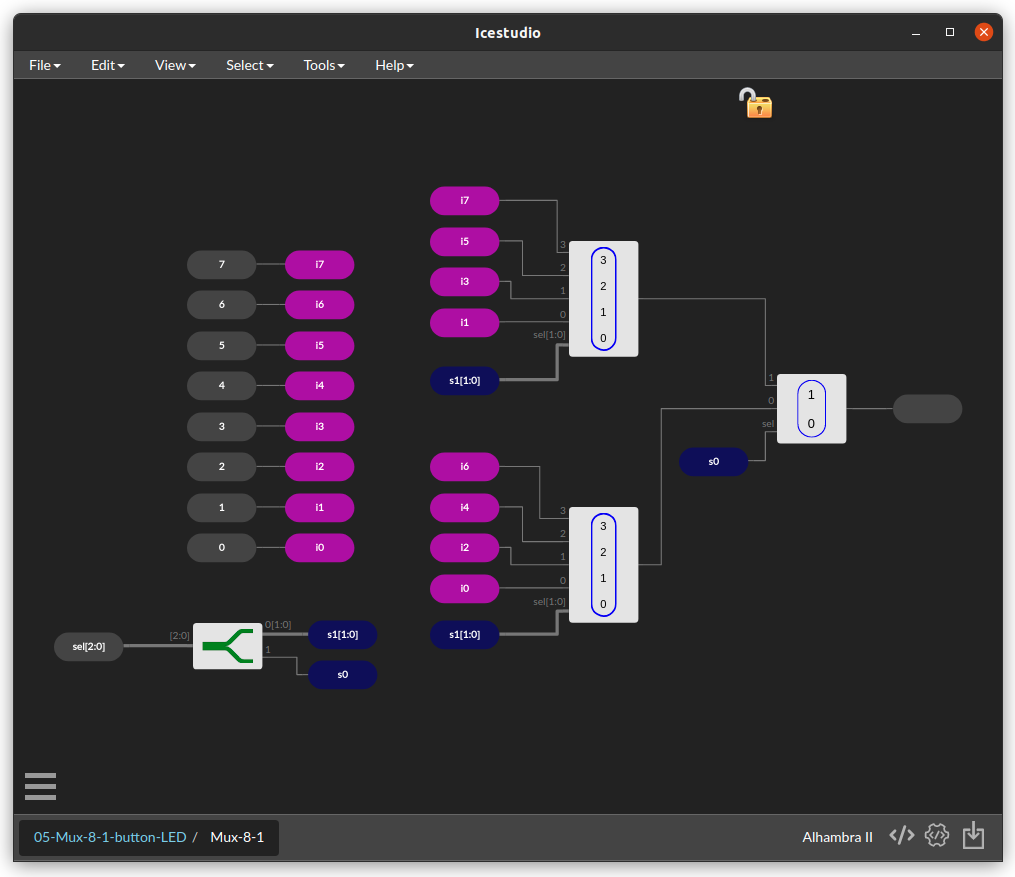 Icestudio
File Edit View Select Tools Help
7 i7
6 i6
5 i5
4 i4
3 i3
2 i2
1 i1
0 i0
sel[2:0]
[2:0]
0[1:0]
1
s1[1:0]
s0
i7
i5
i3
i1
s1[1:0]
3
2
1
0
sel[1:0]
3
2
1
0
i6
i4
i2
i0
s1[1:0]
3
2
1
0
sel[1:0]
3
2
1
0
s0
1
0
sel
1
0
05-Mux-8-1-button-LED / Mux-8-1
Alhambra II